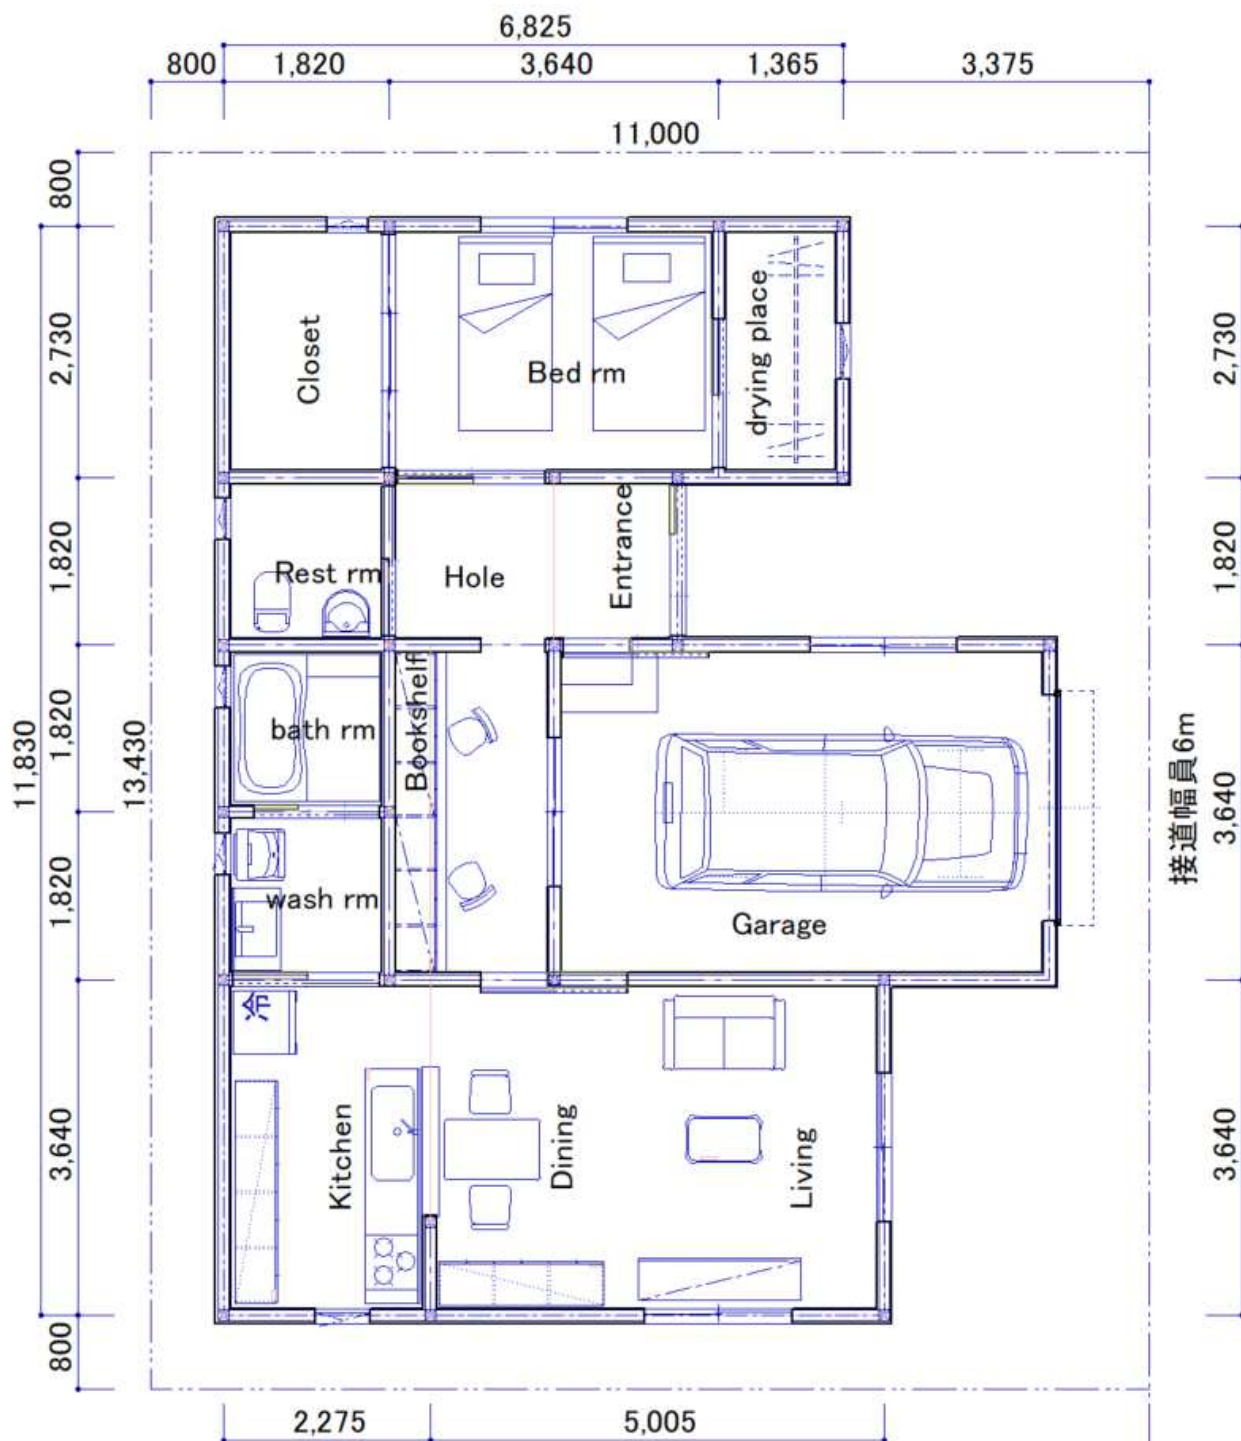 6,825
800
1,820
3,640
1,365
3,375
11,000
800
2,730
1,820
1,820
1,820
3,640
800
11,830
13,430
Closet
Bed rm
drying place
2,730
Rest rm
Hole
Entrance
1,820
bath rm
Bookshelf
wash rm
Garage
接道幅員6m
3,640
冷
Kitchen
Dining
Living
3,640
2,275
5,005